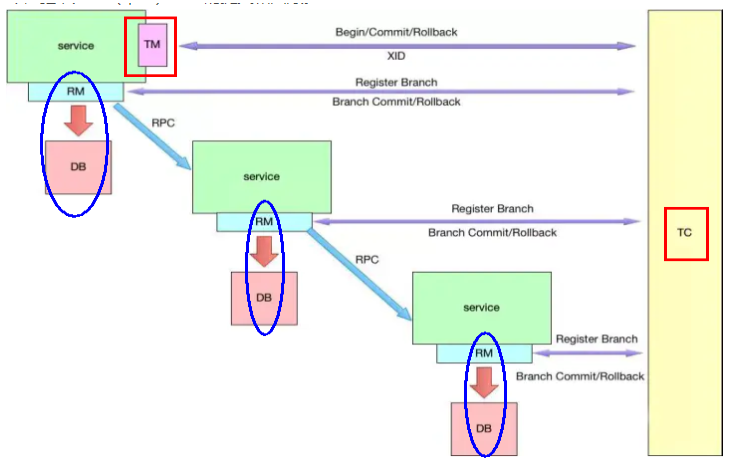 service
TM
Begin/Commit/Rollback
XID
RM
Register Branch
Branch Commit/Rollback
RPC
DB
service
RM
Register Branch
Branch Commit/Rollback
TC
RPC
DB
service
RM
Register Branch
Branch Commit/Rollback
DB